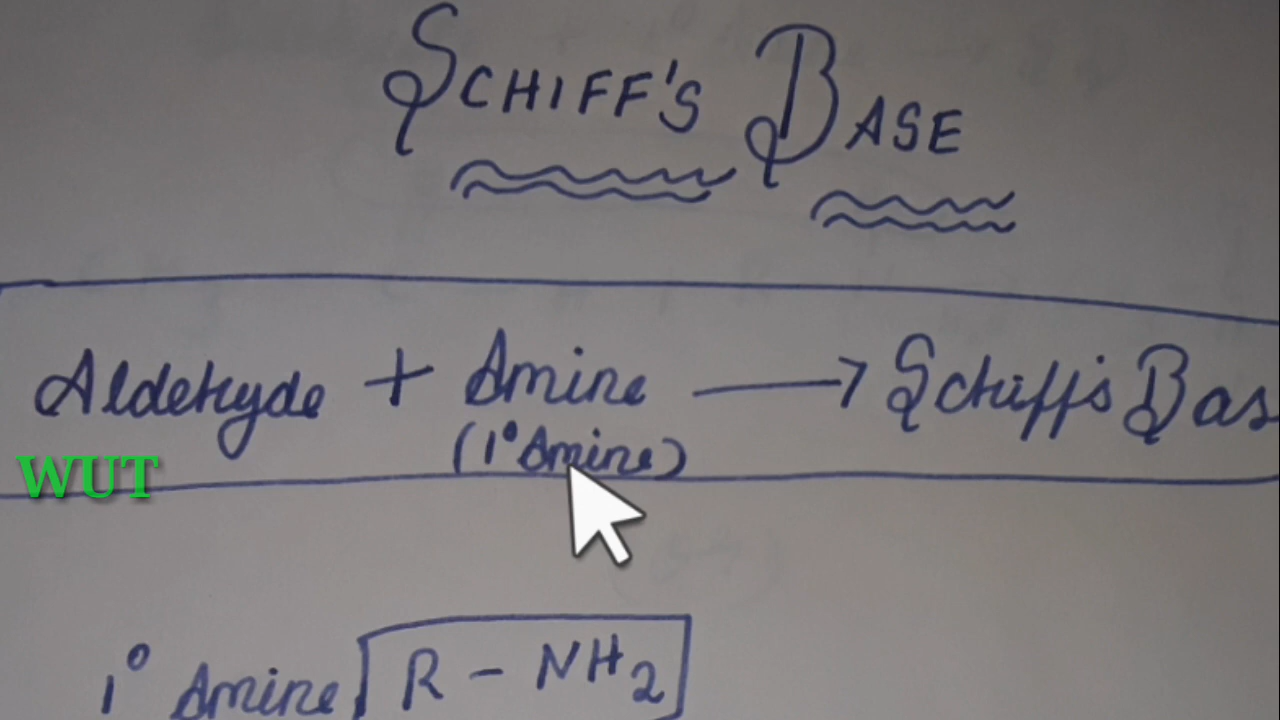 SCHIFF'S BASE
Aldehyde + Amine → Schiff's Bas
(1° Amine)
WUT
1° Amine R - NH2